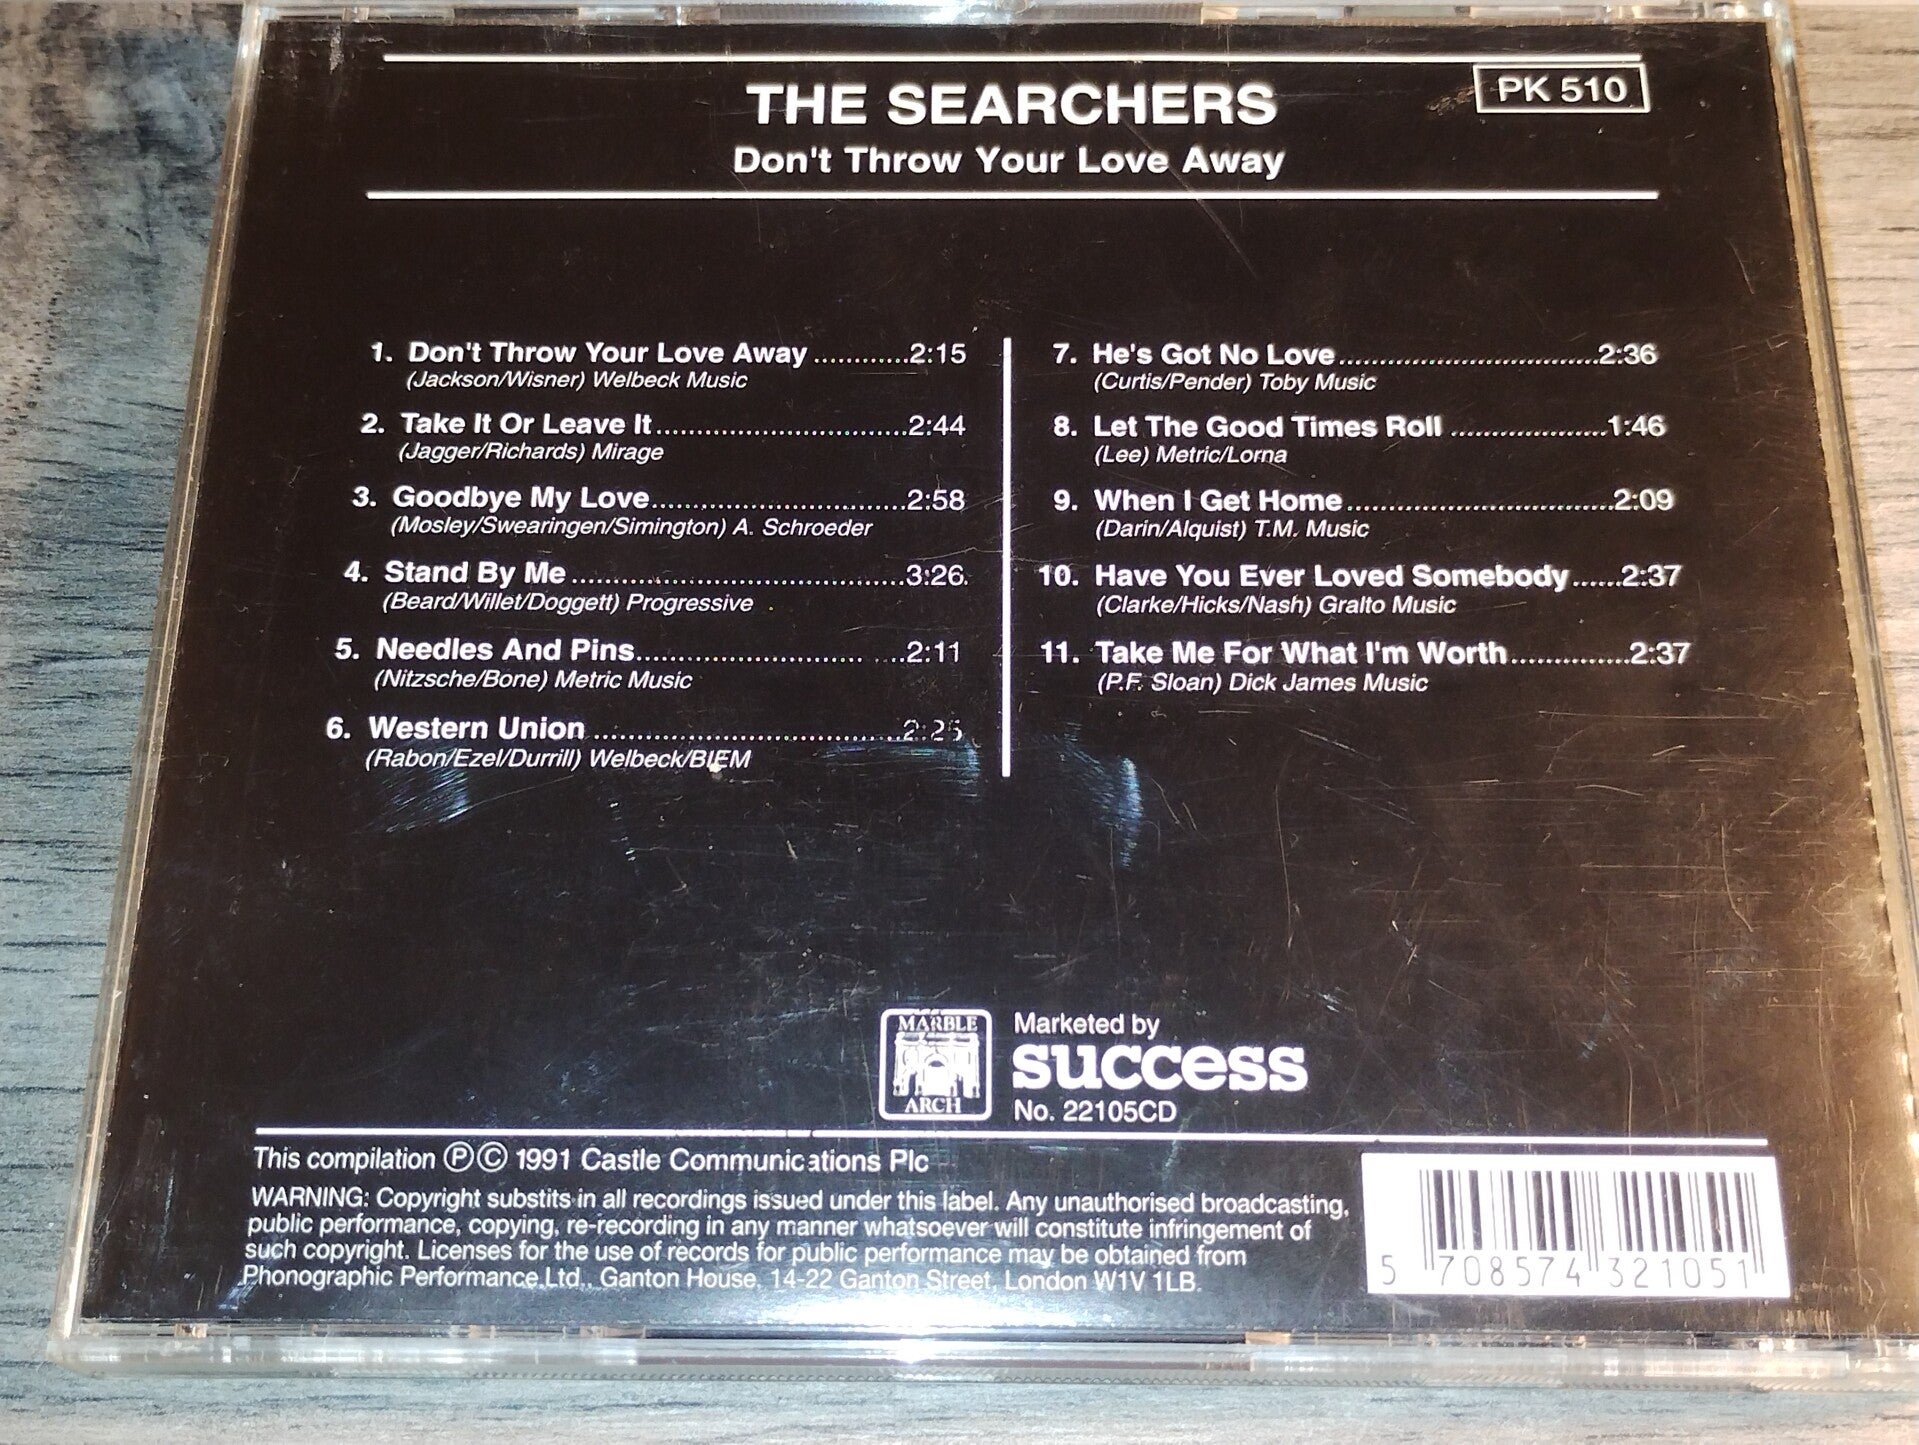 THE SEARCHERS
PK 510
Don't Throw Your Love Away
1. Don't Throw Your Love Away ............2:15
(Jackson/Wisner) Welbeck Music
2. Take It Or Leave It................................2:44
(Jagger/Richards) Mirage
3. Goodbye My Love................................2:58
(Mosley/Swearingen/Simington) A. Schroeder
4. Stand By Me..........................................3:26
(Beard/Willet/Doggett) Progressive
5. Needles And Pins..................................2:11
(Nitzsche/Bone) Metric Music
6. Western Union ......................................
(Rabon/Ezel/Durrill) Welbeck/BIEM
7. He's Got No Love.................................2:36
(Curtis/Pender) Toby Music
8. Let The Good Times Roll ....................1:46
(Lee) Metric/Lorna
9. When I Get Home..................................2:09
(Darin/Alquist) T.M. Music
10. Have You Ever Loved Somebody......2:37
(Clarke/Hicks/Nash) Gralto Music
11. Take Me For What I'm Worth...............2:37
(P.F. Sloan) Dick James Music
MARBLE
ARCH
Marketed by
success
No. 22105CD
This compilation Ⓟ© 1991 Castle Communications Plc
WARNING: Copyright substits in all recordings issued under this label. Any unauthorised broadcasting,
public performance, copying, re-recording in any manner whatsoever will constitute infringement of
such copyright. Licenses for the use of records for public performance may be obtained from
Phonographic Performance Ltd., Ganton House, 14-22 Ganton Street, London W1V 1LB.
5 708574 321051